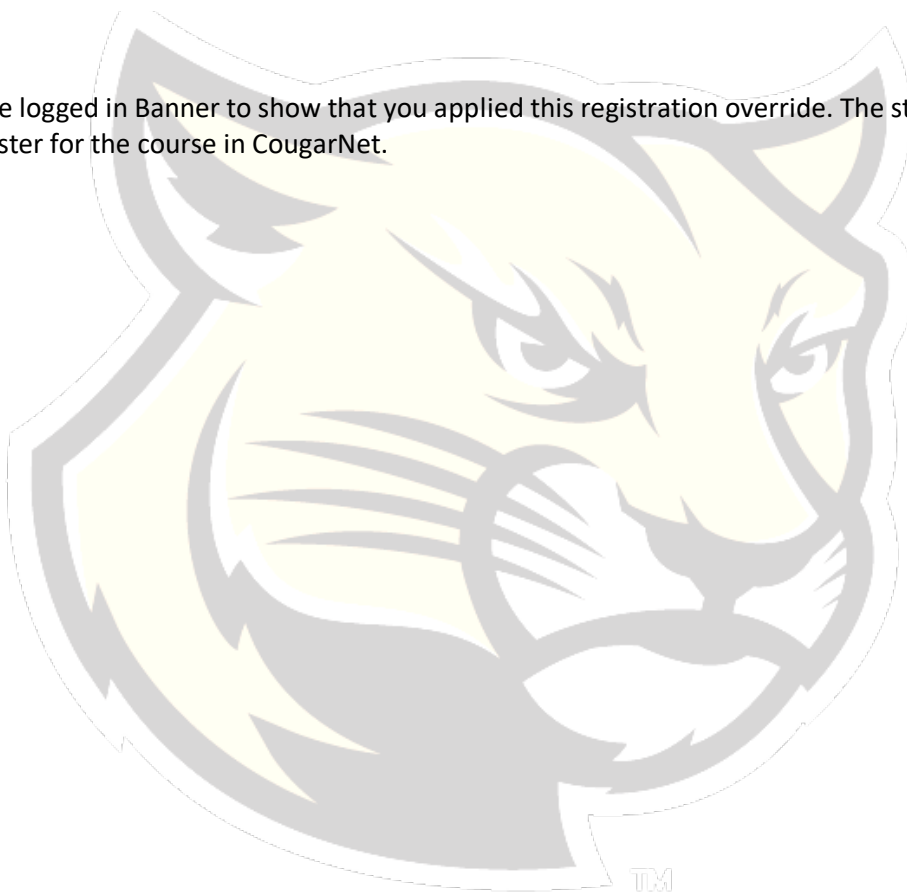 e logged in Banner to show that you applied this registration override. The st
ster for the course in CougarNet.
TM